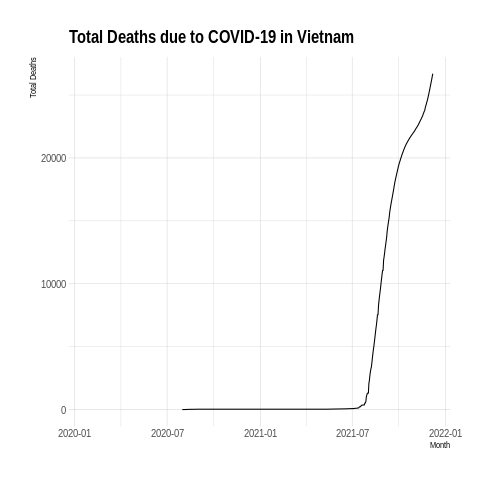 Total Deaths due to COVID-19 in Vietnam
Total Deaths
20000
10000
0
2020-01 2020-07 2021-01 2021-07 2022-01
Month